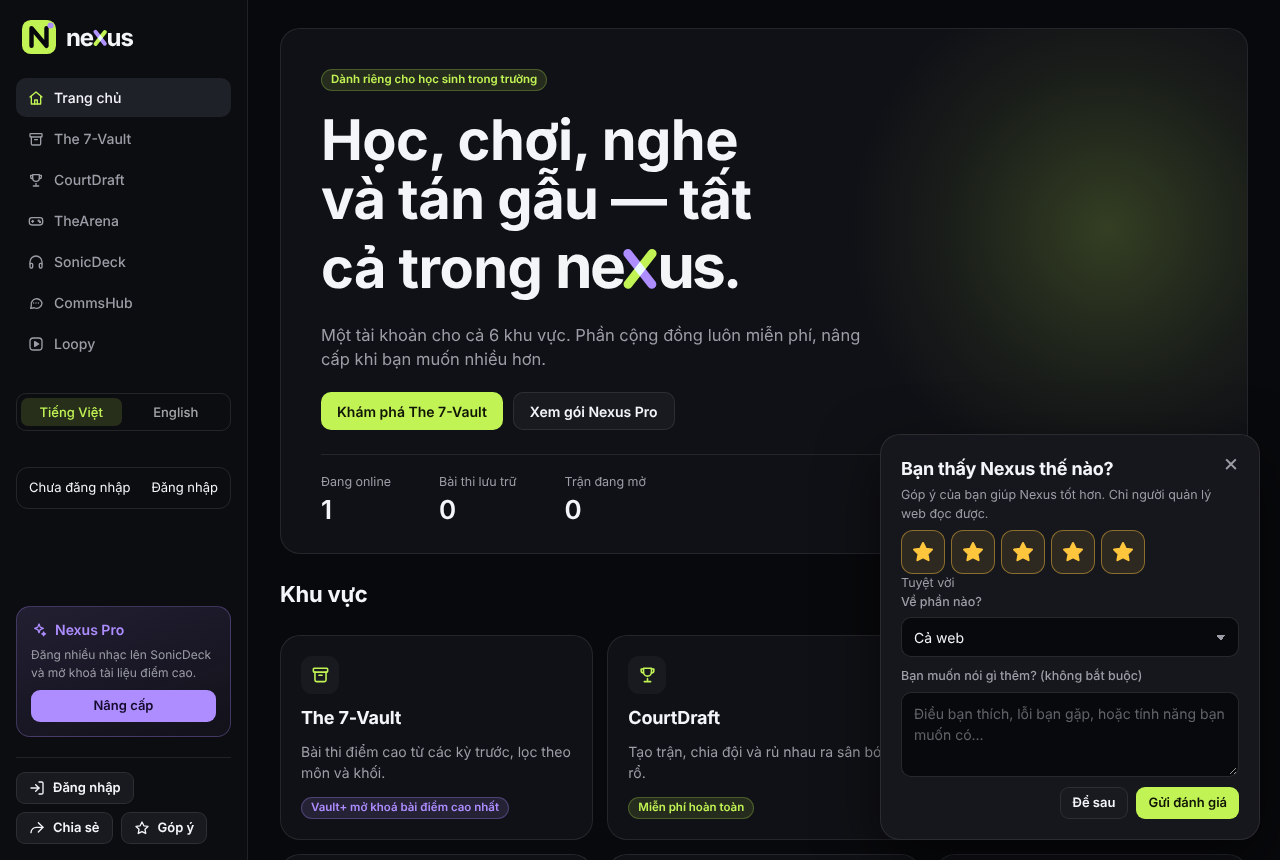 nexus
Trang chủ
The 7-Vault
CourtDraft
TheArena
SonicDeck
CommsHub
Loopy
Tiếng Việt English
Chưa đăng nhập Đăng nhập
Nexus Pro
Đăng nhiều nhạc lên SonicDeck
và mở khoá tài liệu điểm cao.
Nâng cấp
Đăng nhập
Chia sẻ Góp ý
Dành riêng cho học sinh trong trường
Học, chơi, nghe
và tán gẫu — tất
cả trong nexus.
Một tài khoản cho cả 6 khu vực. Phần cộng đồng luôn miễn phí, nâng
cấp khi bạn muốn nhiều hơn.
Khám phá The 7-Vault Xem gói Nexus Pro
Đang online Bài thi lưu trữ Trận đang mở
1 0 0
Khu vực
The 7-Vault
Bài thi điểm cao từ các kỳ trước, lọc theo
môn và khối.
Vault+ mở khoá bài điểm cao nhất
CourtDraft
Tạo trận, chia đội và rủ nhau ra sân bó
rổ.
Miễn phí hoàn toàn
Bạn thấy Nexus thế nào?
Góp ý của bạn giúp Nexus tốt hơn. Chỉ người quản lý
web đọc được.
Tuyệt vời
Về phần nào?
Cả web
Bạn muốn nói gì thêm? (không bắt buộc)
Điều bạn thích, lỗi bạn gặp, hoặc tính năng bạn
muốn có...
Để sau Gửi đánh giá